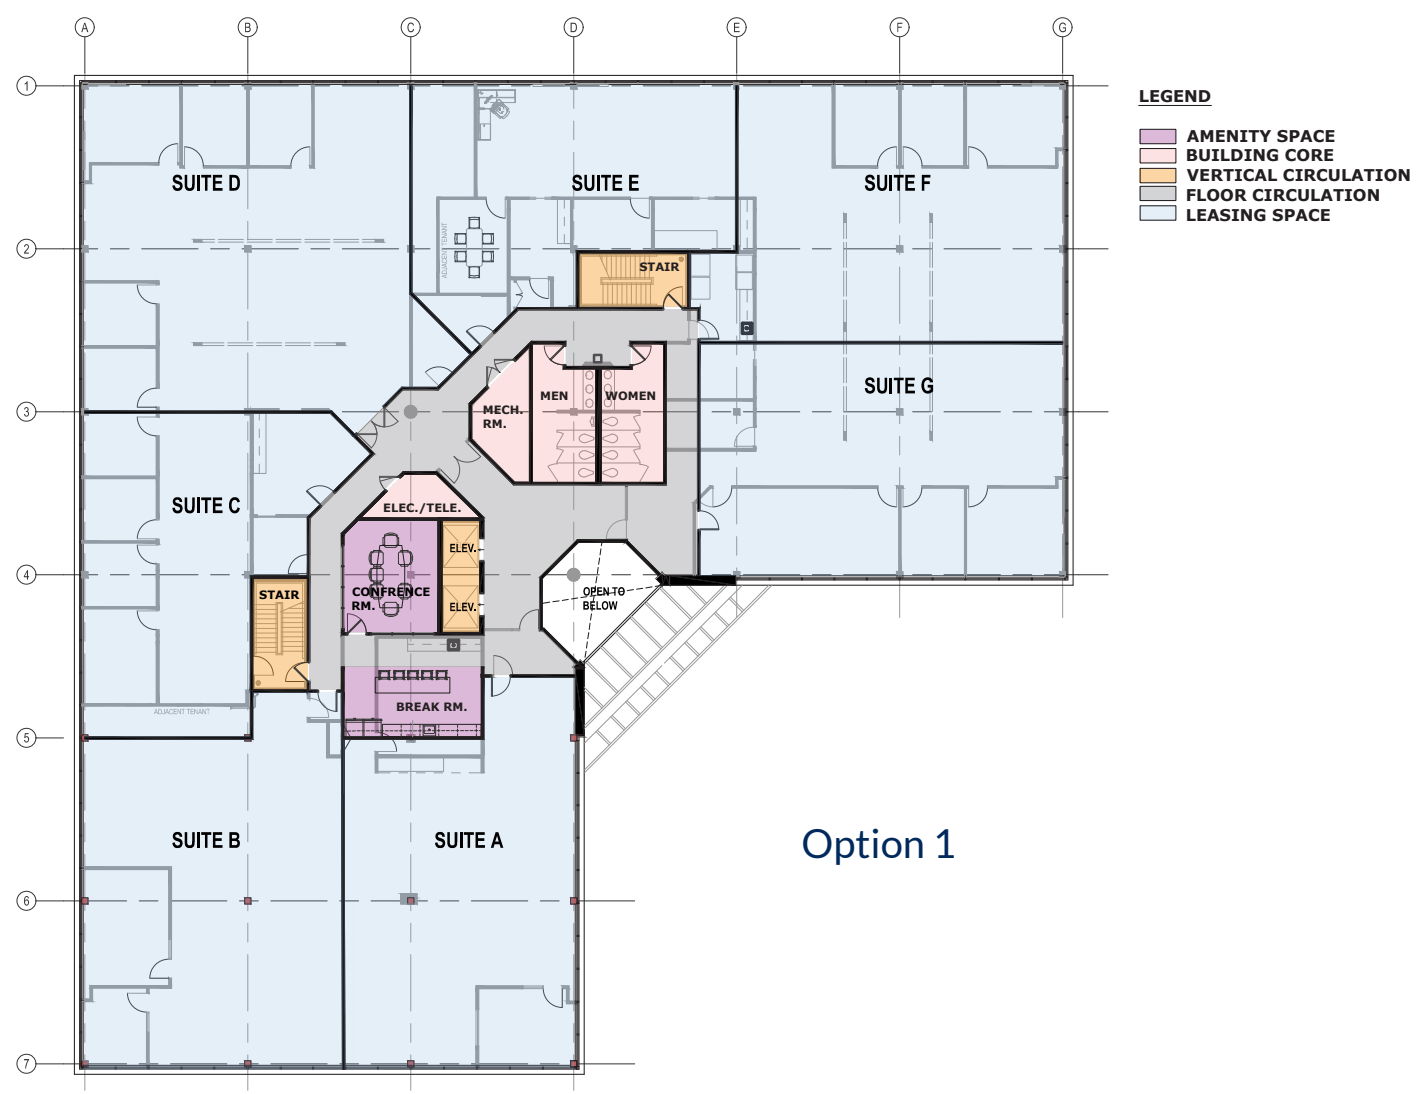 A B C D E F G
1
LEGEND
AMENITY SPACE
BUILDING CORE
VERTICAL CIRCULATION
FLOOR CIRCULATION
LEASING SPACE
SUITE D
SUITE E
SUITE F
ADJACENT TENANT
2
STAIR
SUITE G
MEN
WOMEN
MECH.
RM.
3
SUITE C
ELEC./TELE.
ELEV.
4
STAIR
CONFRENCE
RM.
ELEV.
OPEN TO
BELOW
BREAK RM.
ADJACENT TENANT
5
SUITE B
SUITE A
Option 1
6
7